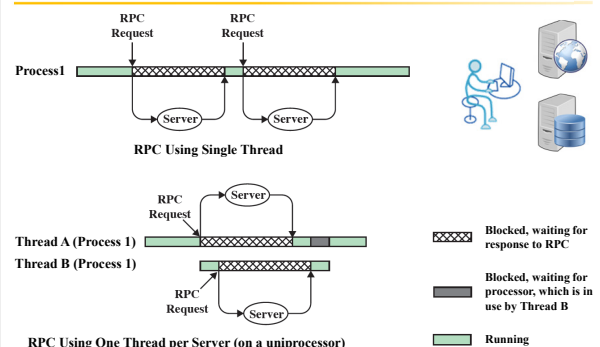 RPC
Request
RPC
Request
Process1
Server
Server
RPC Using Single Thread
RPC
Request
Server
Thread A (Process 1)
Thread B (Process 1)
RPC
Request
Server
RPC Using One Thread per Server (on a uniprocessor)
Blocked, waiting for
response to RPC
Blocked, waiting for
processor, which is in
use by Thread B
Running